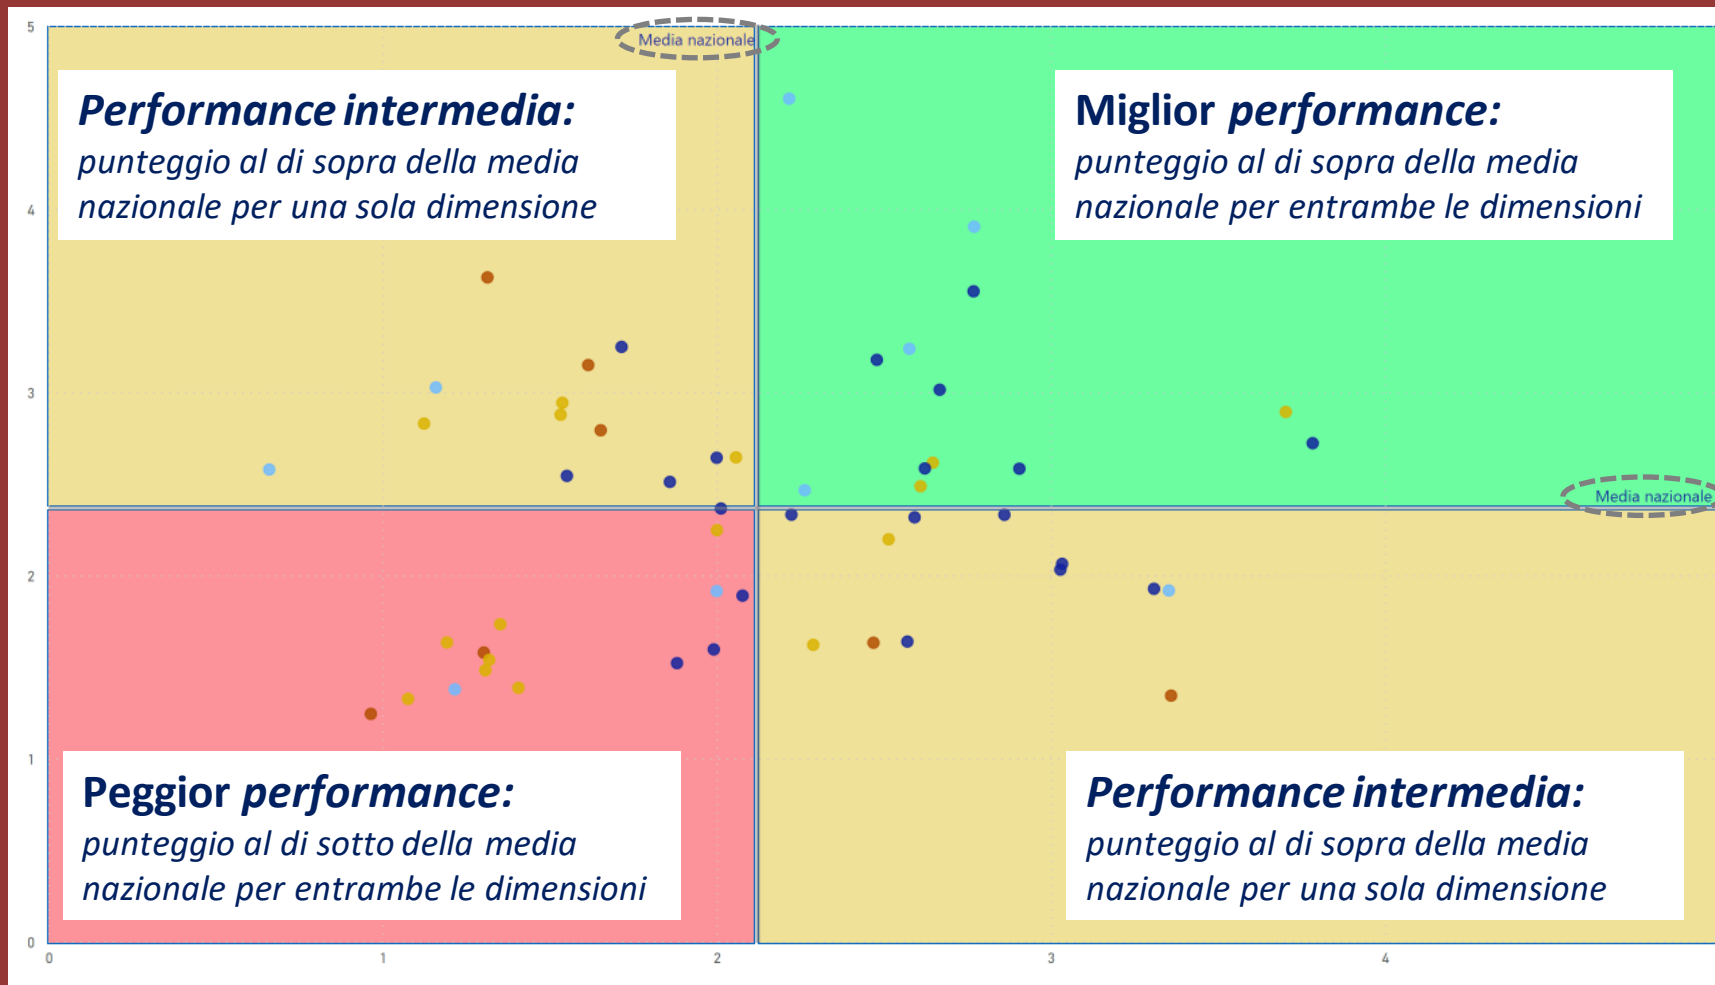 5
Media nazionale
Performance intermedia:
punteggio al di sopra della media
nazionale per una sola dimensione
Miglior performance:
punteggio al di sopra della media
nazionale per entrambe le dimensioni
4
3
Media nazionale
2
1
Peggior performance:
punteggio al di sotto della media
nazionale per entrambe le dimensioni
Performance intermedia:
punteggio al di sopra della media
nazionale per una sola dimensione
0
0 1 2 3 4